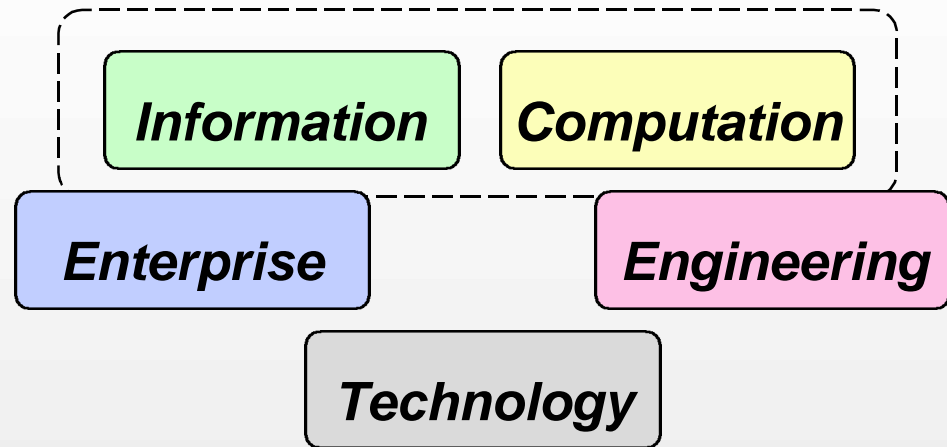 Information
Computation
Enterprise
Engineering
Technology